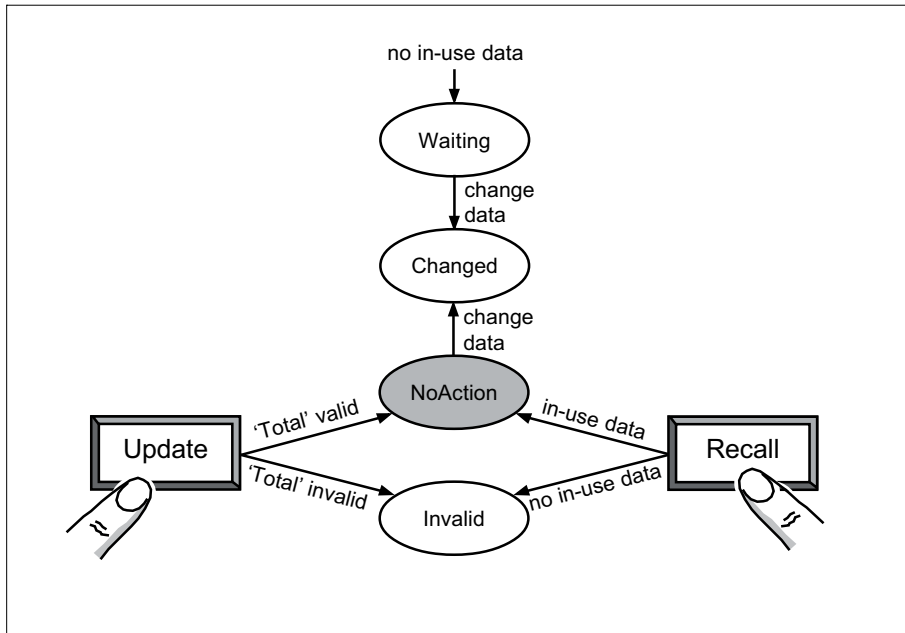 no in-use data
Waiting
change
data
Changed
change
data
NoAction
‘Total’ valid
in-use data
Update
Recall
‘Total’ invalid
no in-use data
Invalid